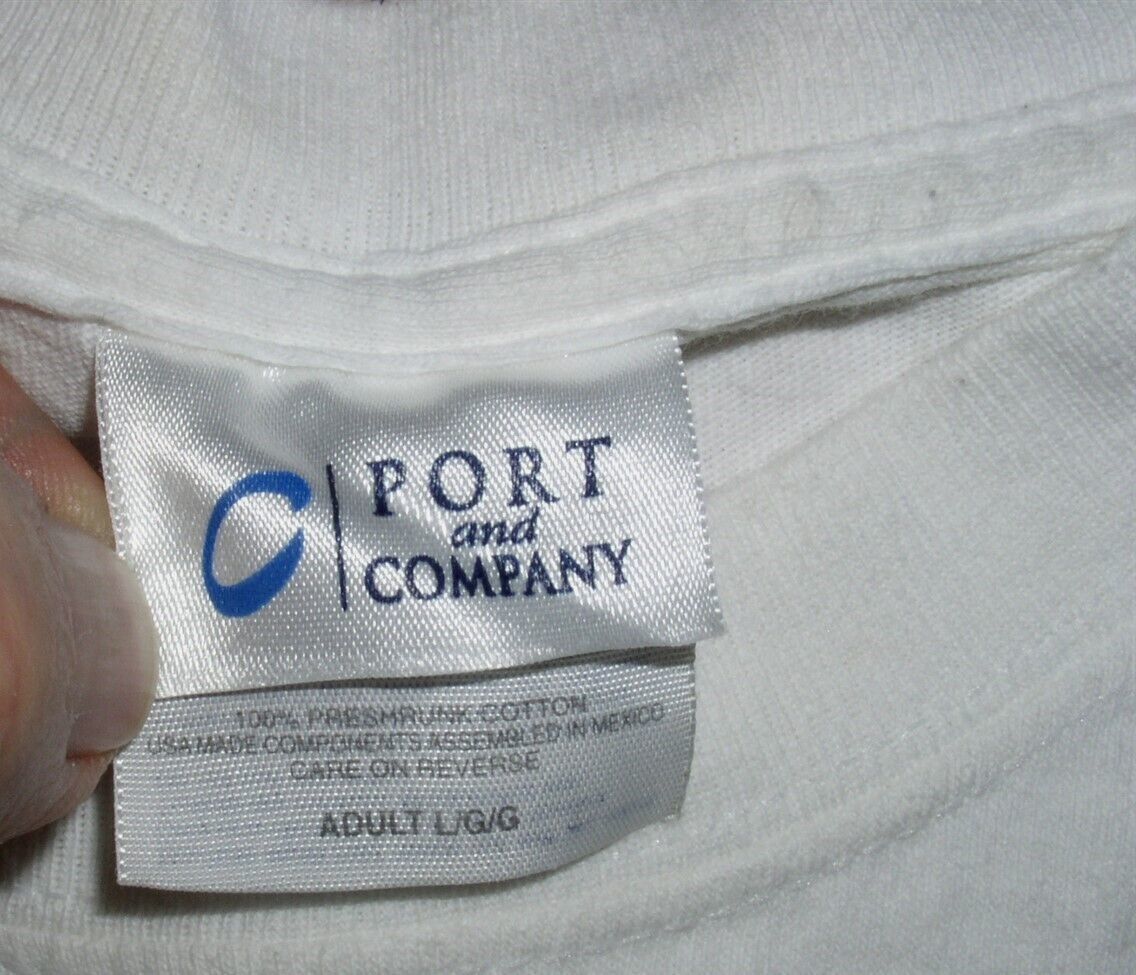 PORT
and
COMPANY
100% PRESHRUNK COTTON
USA MADE COMPONENTS ASSEMBLED IN MEXICO
CARE ON REVERSE
ADULT L/G/G